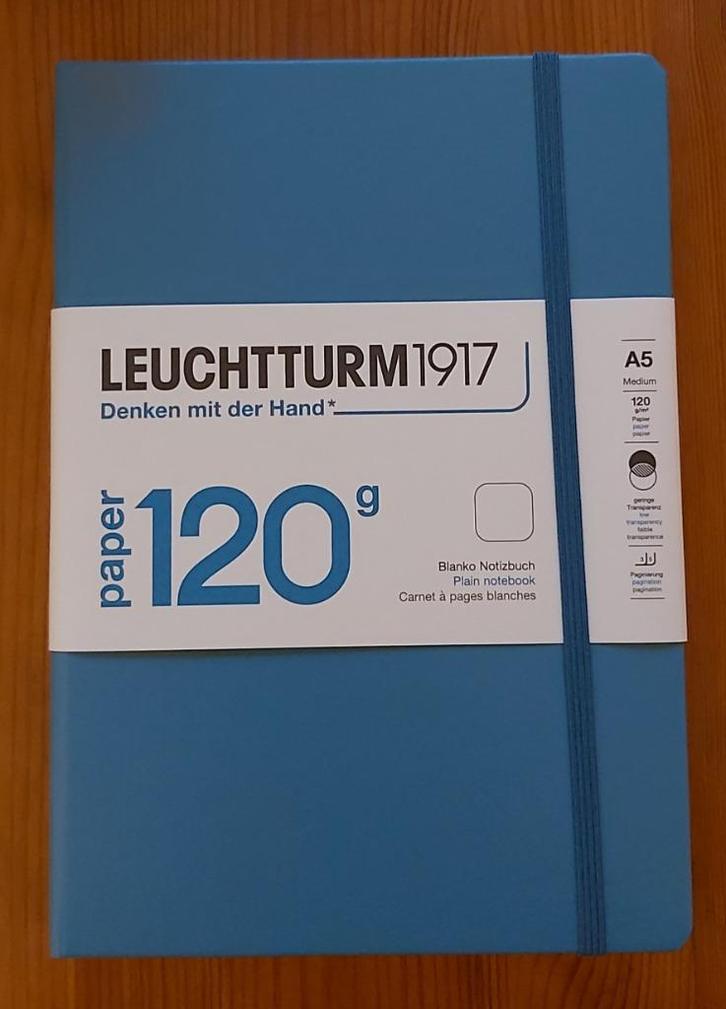 LEUCHTTURM1917
Denken mit der Hand*
paper
120g
Blanko Notizbuch
Plain notebook
Carnet à pages blanches
A5
Medium
120
g/m²
Papier
paper
papier
geringe
Transparenz
low
transparency
faible
transparence
Paginierung
pagination
pagination